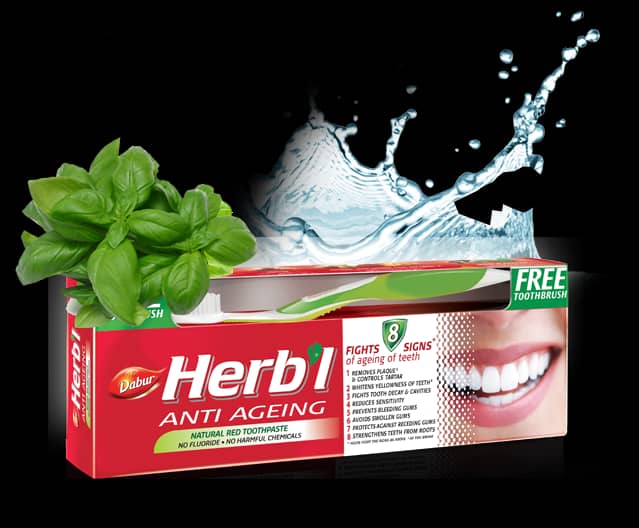 FREE
TOOTHBRUSH
Dabur
Herb'l
ANTI AGEING
NATURAL RED TOOTHPASTE
NO FLUORIDE • NO HARMFUL CHEMICALS
FIGHTS 8 SIGNS*
of ageing of teeth
1 REMOVES PLAQUE*
& CONTROLS TARTAR
2 WHITENS YELLOWNESS OF TEETH*
3 FIGHTS TOOTH DECAY & CAVITIES
4 REDUCES SENSITIVITY
5 PREVENTS BLEEDING GUMS
6 AVOIDS SWOLLEN GUMS
7 PROTECTS AGAINST RECEDING GUMS
8 STRENGTHENS TEETH FROM ROOTS